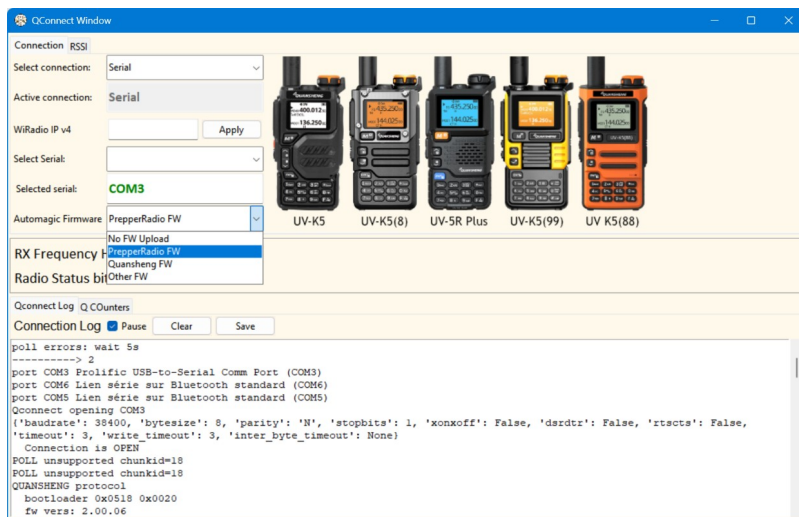 QConnect Window
Connection RSSI
Select connection: Serial
Active connection: Serial
WiRadio IP v4 Apply
Select Serial:
Selected serial: COM3
Automagic Firmware PrepperRadio FW
No FW Upload
PrepperRadio FW
Quansheng FW
Other FW
UV-K5 UV-K5(8) UV-5R Plus UV-K5(99) UV K5(88)
RX Frequency H
Radio Status bit
Qconnect Log Q COunters
Connection Log Pause Clear Save
poll errors: wait 5s
----------> 2
port COM3 Prolific USB-to-Serial Comm Port (COM3)
port COM6 Lien série sur Bluetooth standard (COM6)
port COM5 Lien série sur Bluetooth standard (COM5)
Qconnect opening COM3
{'baudrate': 38400, 'bytesize': 8, 'parity': 'N', 'stopbits': 1, 'xonxoff': False, 'dsrdtr': False, 'rtscts': False,
'timeout': 3, 'write_timeout': 3, 'inter_byte_timeout': None}
Connection is OPEN
POLL unsupported chunkid=18
POLL unsupported chunkid=18
QUANSHENG protocol
bootloader 0x0518 0x0020
fw vers: 2.00.06